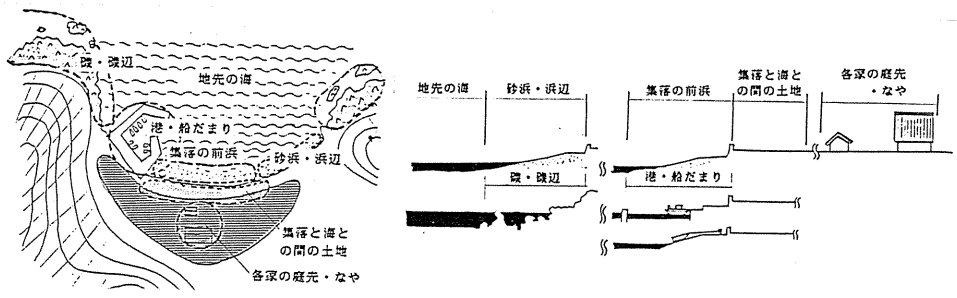 磯・磯辺
地先の海
港・船だまり
集落の前浜
砂浜・浜辺
集落と海と
の間の土地
各家の庭先・なや
地先の海
砂浜・浜辺
集落の前浜
集落と海と
の間の土地
各家の庭先
・なや
磯・磯辺
港・船だまり